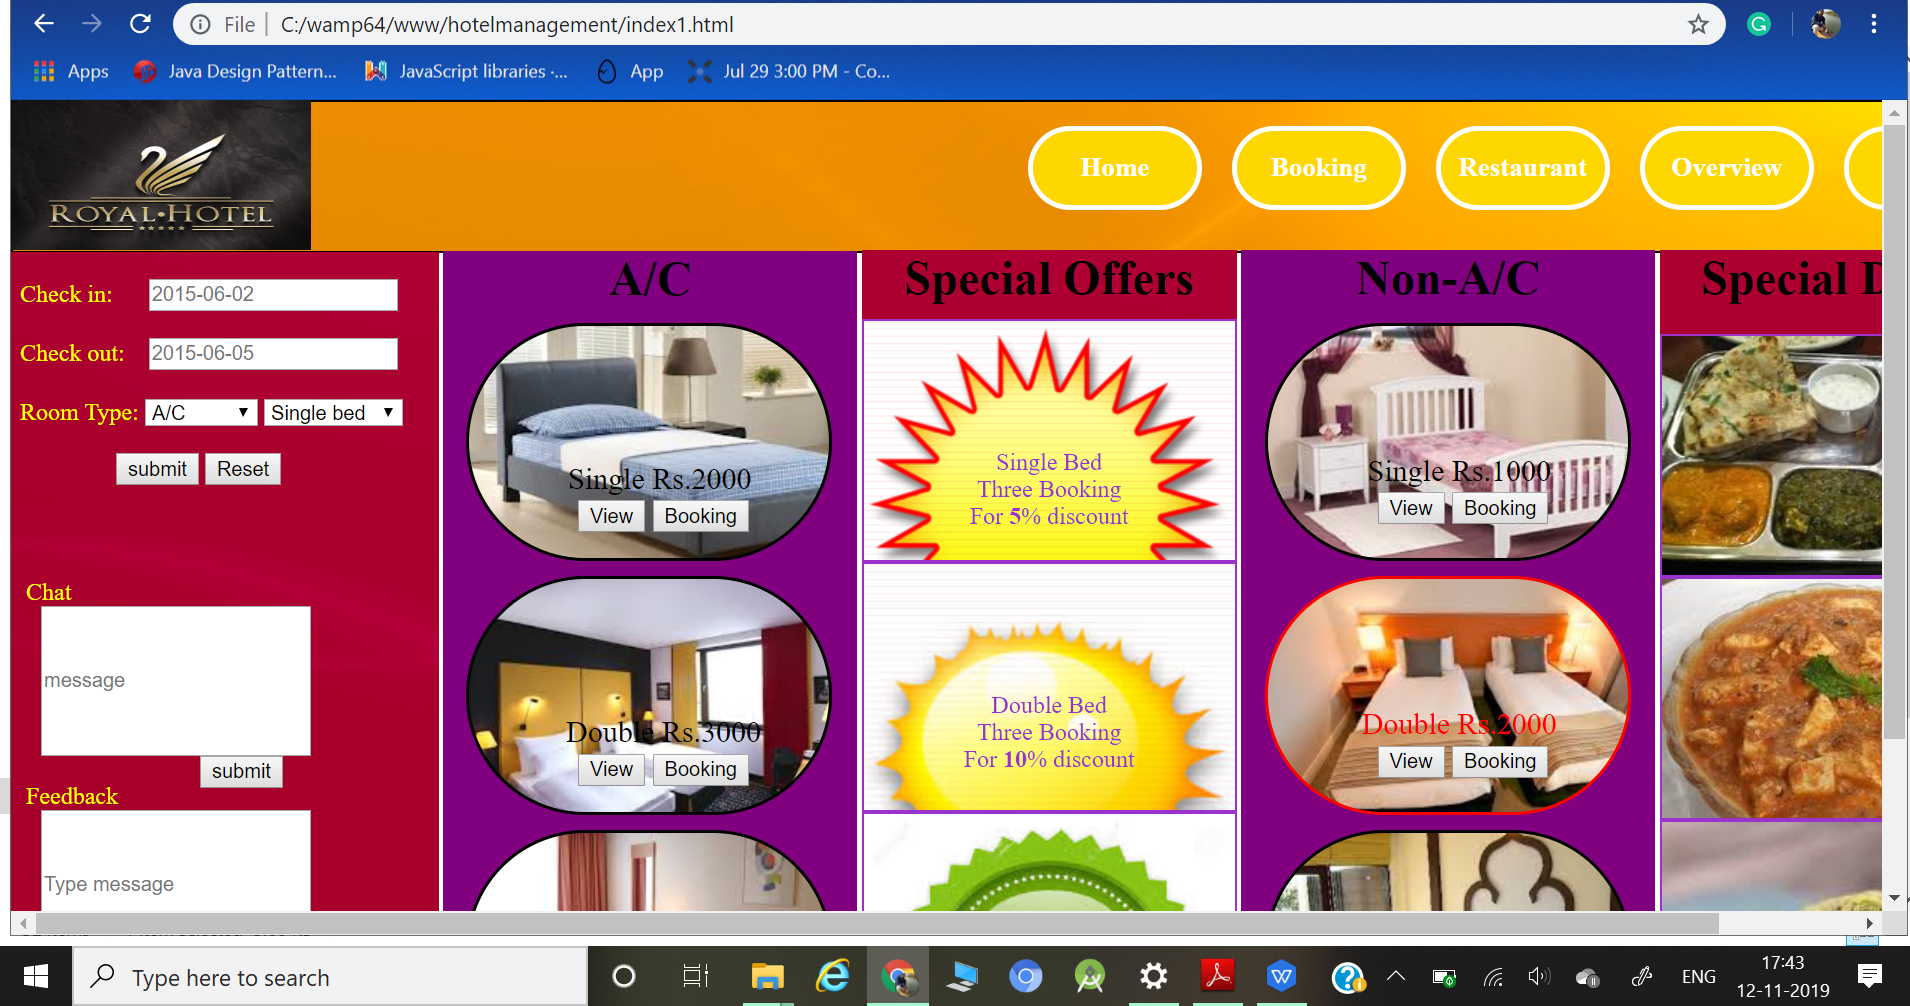 File | C:/wamp64/www/hotelmanagement/index1.html
Apps Java Design Pattern... JavaScript libraries ·... App Jul 29 3:00 PM - Co...
ROYAL·HOTEL
Home Booking Restaurant Overview
Check in: 2015-06-02
Check out: 2015-06-05
Room Type: A/C Single bed
submit Reset
Chat
message
submit
Feedback
Type message
A/C
Single Rs.2000
View Booking
Double Rs.3000
View Booking
Special Offers
Single Bed
Three Booking
For 5% discount
Double Bed
Three Booking
For 10% discount
Non-A/C
Single Rs.1000
View Booking
Double Rs.2000
View Booking
Special D
Type here to search
ENG
17:43
12-11-2019